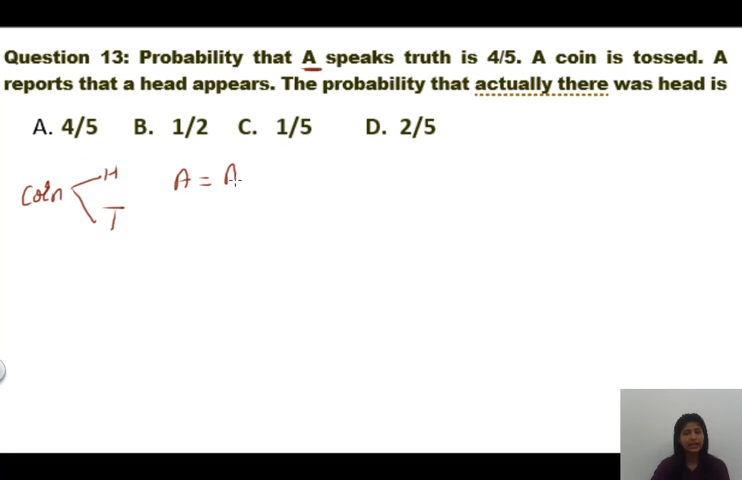 Question 13: Probability that A speaks truth is 4/5. A coin is tossed. A
reports that a head appears. The probability that actually there was head is
A. 4/5 B. 1/2 C. 1/5 D. 2/5
H
Coin A = A
T